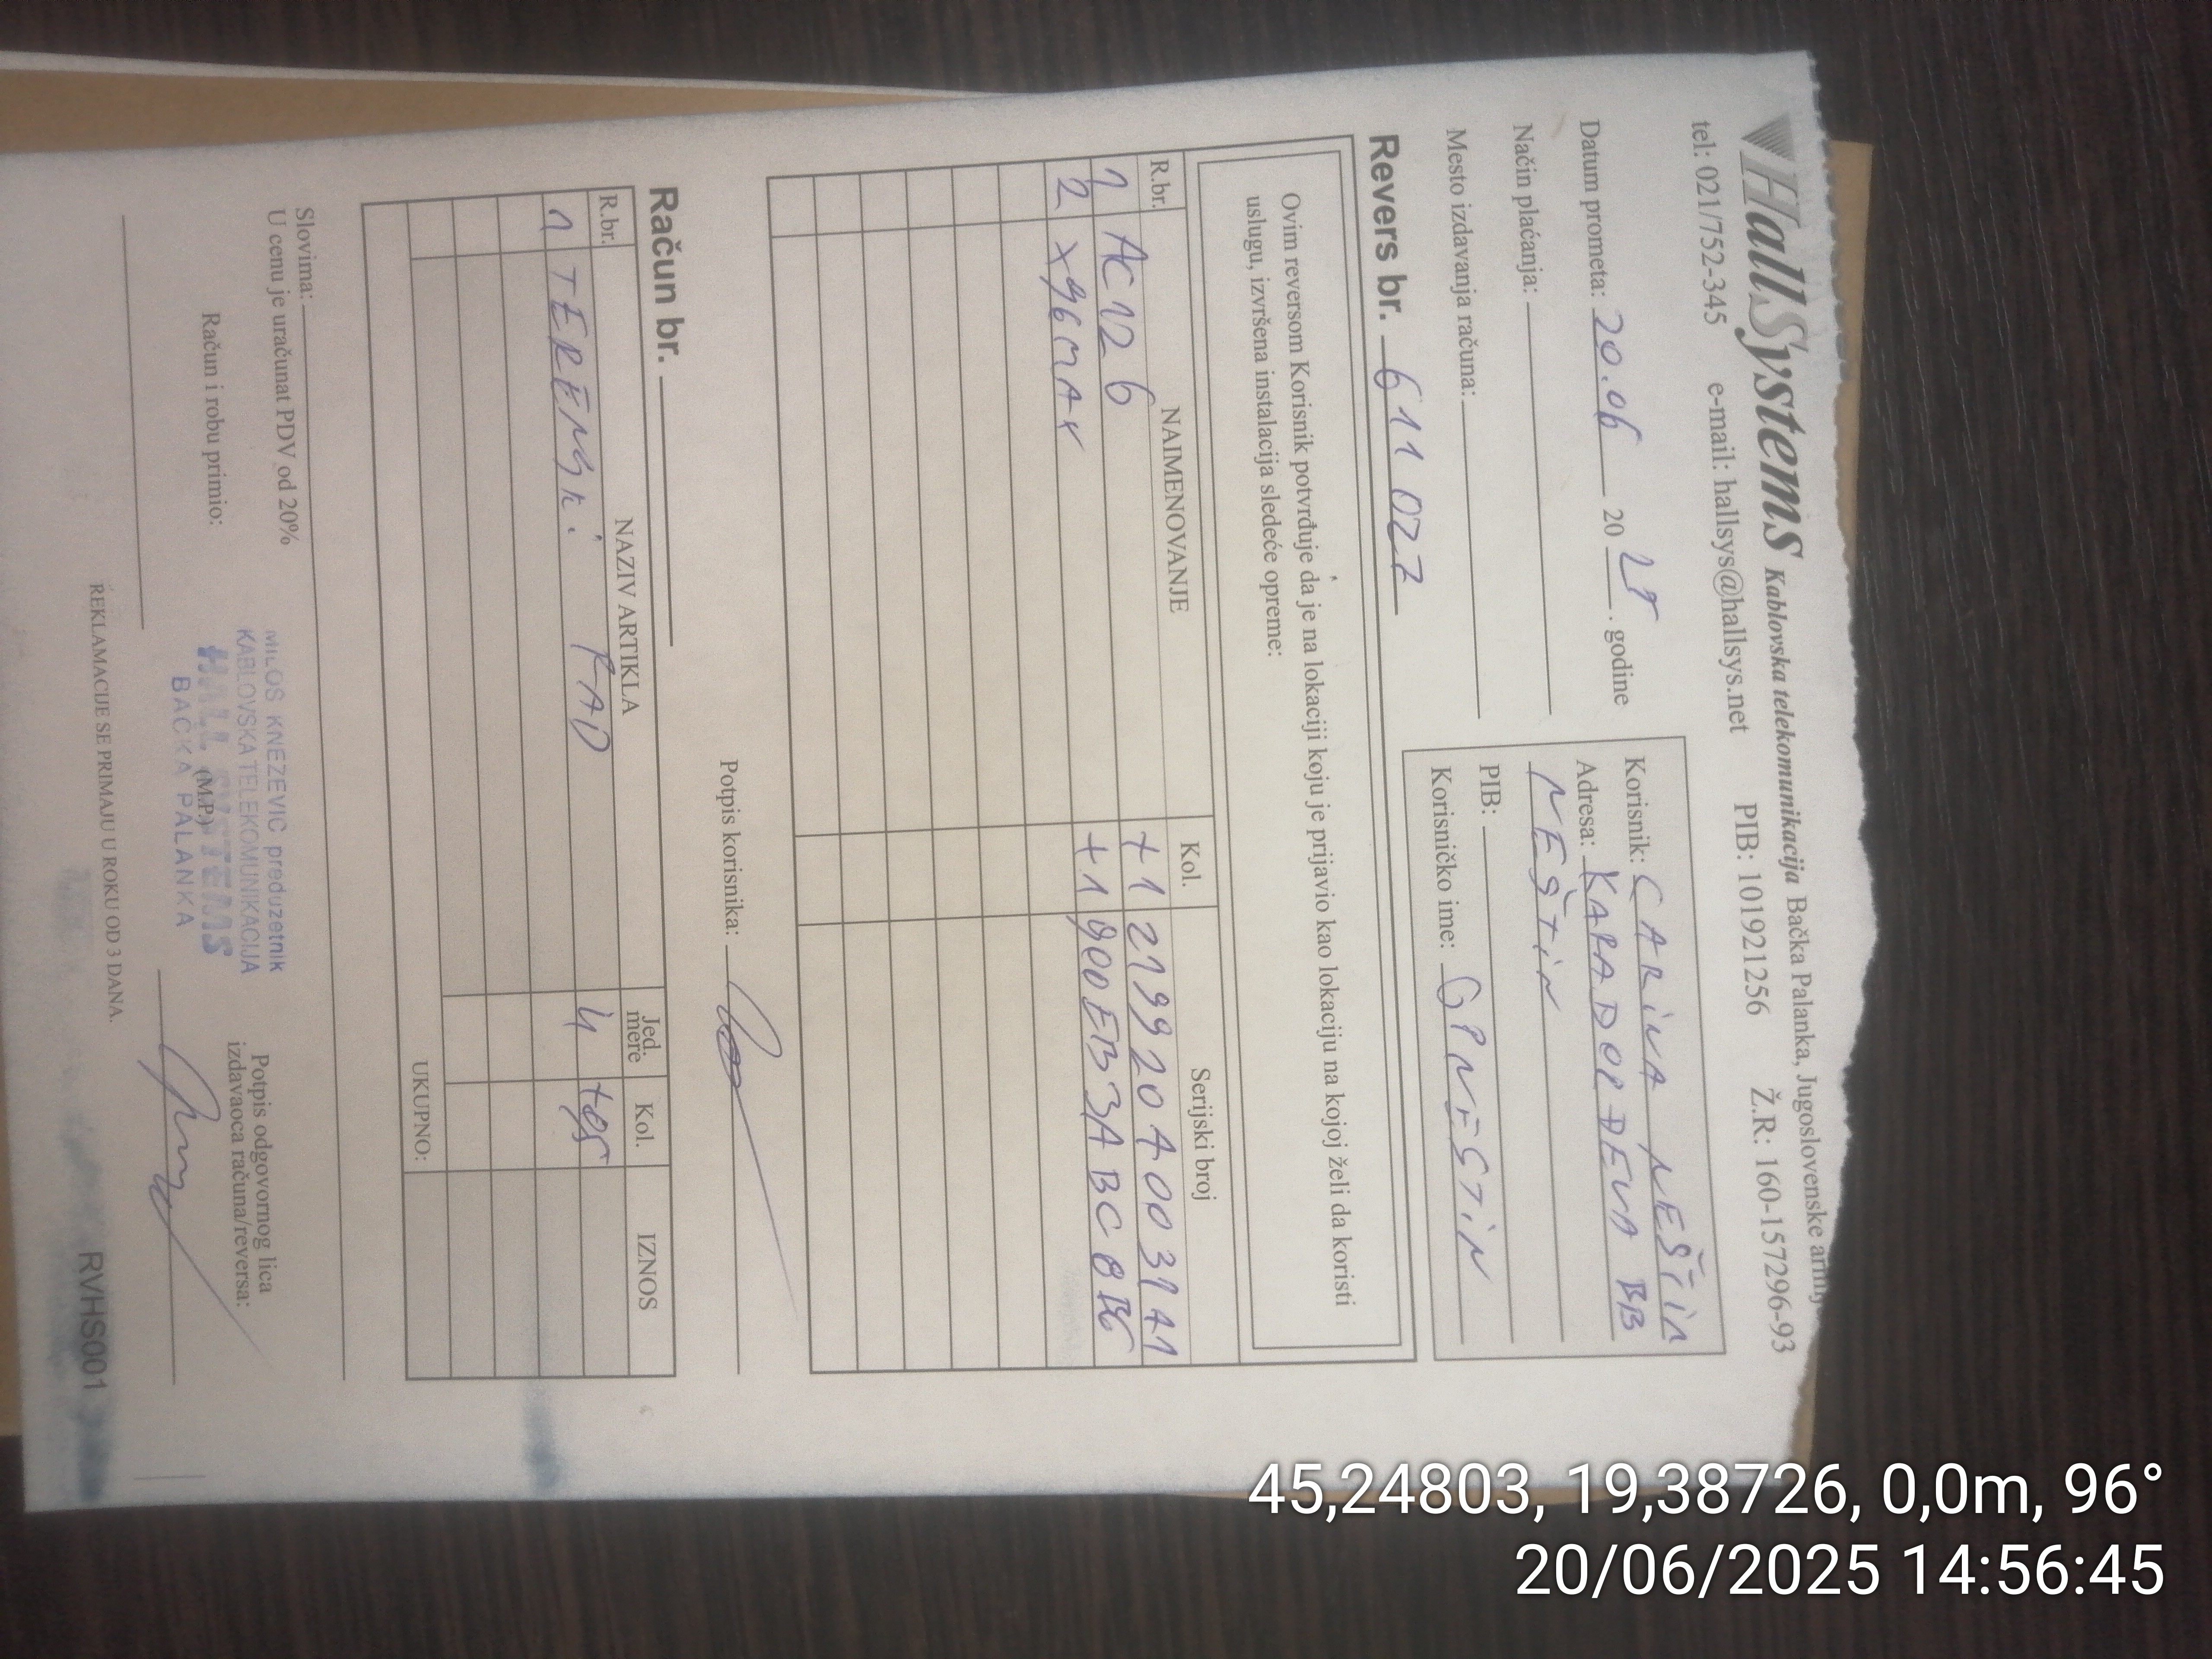 HallSystems Kablovska telekomunikacija Bačka Palanka, Jugoslovenske armij
tel: 021/752-345 e-mail: hallsys@hallsys.net PIB: 101921256 Ž.R: 160-157296-93
Datum prometa: 20.06 20 25 . godine
Način plaćanja:
Mesto izdavanja računa:
Korisnik: CARINA NEŠTIN
Adresa: KARAĐORĐEVA BB
NEŠTIN
PIB:
Korisničko ime: GPNESTIN
Revers br. 611 027
Ovim reversom Korisnik potvrđuje da je na lokaciji koju je prijavio kao lokaciju na kojoj želi da koristi
uslugu, izvršena instalacija sledeće opreme:
R.br. NAIMENOVANJE Kol. Serijski broj
1 AC12 6 +1
2 X96MAX +1
Potpis korisnika:
Račun br.
R.br. NAZIV ARTIKLA Jed. mere Kol. IZNOS
1 TERENSKi RAD h
UKUPNO:
Slovima:
U cenu je uračunat PDV od 20%
Račun i robu primio:
MILOS KNEZEVIC preduzetnik
KABLOVSKA TELEKOMUNIKACIJA
HALL SYSTEMS
(M.P.)
BACKA PALANKA
Potpis odgovornog lica
izdavaoca računa/reversa:
REKLAMACIJE SE PRIMAJU U ROKU OD 3 DANA.
RVHS001
45,24803, 19,38726, 0,0m, 96°
20/06/2025 14:56:45